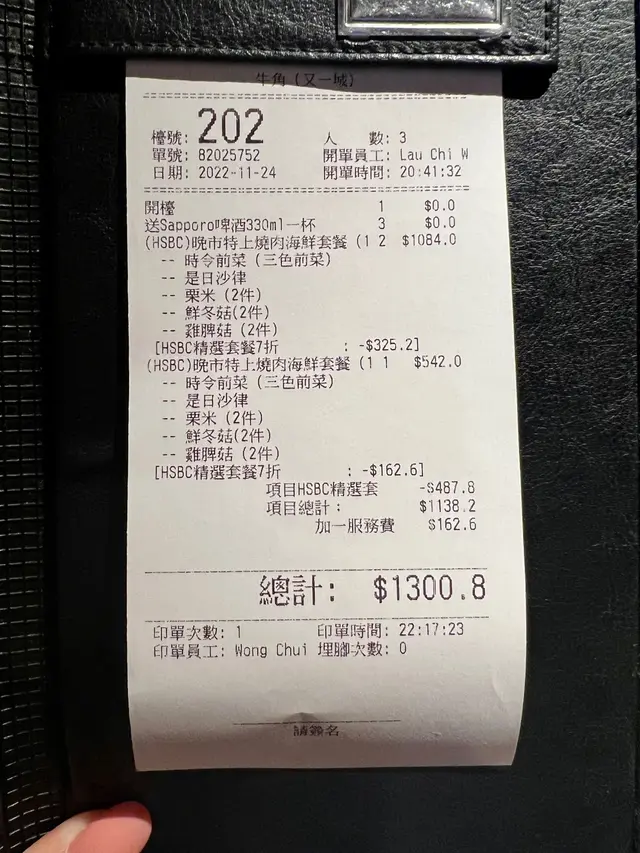 牛角 (又一城)
檯號: 202 人 數: 3
單號: 82025752 開單員工: Lau Chi W
日期: 2022-11-24 開單時間: 20:41:32
開檯 1 $0.0
送Sapporo啤酒330ml一杯 3 $0.0
(HSBC)晚市特上燒肉海鮮套餐 (1 2 $1084.0
-- 時令前菜 (三色前菜)
-- 是日沙律
-- 栗米 (2件)
-- 鮮冬菇(2件)
-- 雞脾菇 (2件)
[HSBC精選套餐7折 : -$325.2]
(HSBC)晚市特上燒肉海鮮套餐 (1 1 $542.0
-- 時令前菜 (三色前菜)
-- 是日沙律
-- 栗米 (2件)
-- 鮮冬菇(2件)
-- 雞脾菇 (2件)
[HSBC精選套餐7折 : -$162.6]
項目HSBC精選套 -$487.8
項目總計: $1138.2
加一服務費 $162.6
總計: $1300.8
印單次數: 1 印單時間: 22:17:23
印單員工: Wong Chui 埋腳次數: 0
請簽名